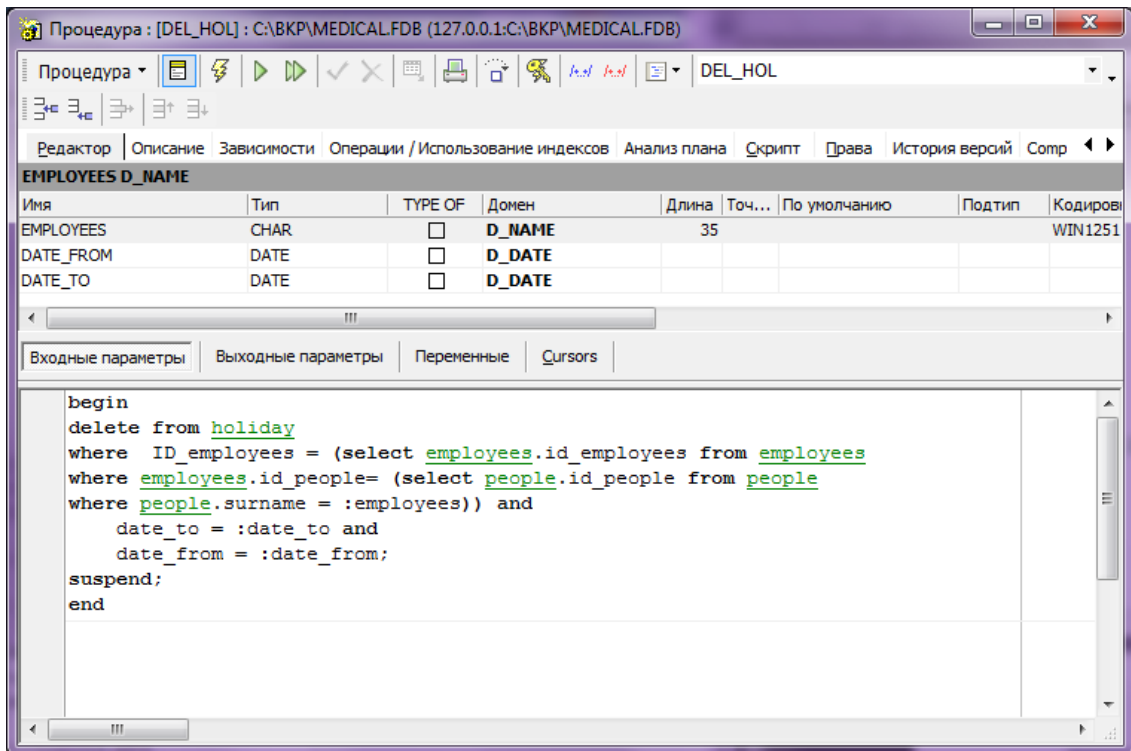 Процедура : [DEL_HOL] : C:\BKP\MEDICAL.FDB (127.0.0.1:C:\BKP\MEDICAL.FDB)
Процедура DEL_HOL
Редактор Описание Зависимости Операции / Использование индексов Анализ плана Скрипт Права История версий Comp
EMPLOYEES D_NAME
Имя Тип TYPE OF Домен Длина Точ... По умолчанию Подтип Кодиров
EMPLOYEES CHAR D_NAME 35 WIN1251
DATE_FROM DATE D_DATE
DATE_TO DATE D_DATE
Входные параметры Выходные параметры Переменные Cursors
begin
delete from holiday
where ID_employees = (select employees.id_employees from employees
where employees.id_people= (select people.id_people from people
where people.surname = :employees)) and
date_to = :date_to and
date_from = :date_from;
suspend;
end